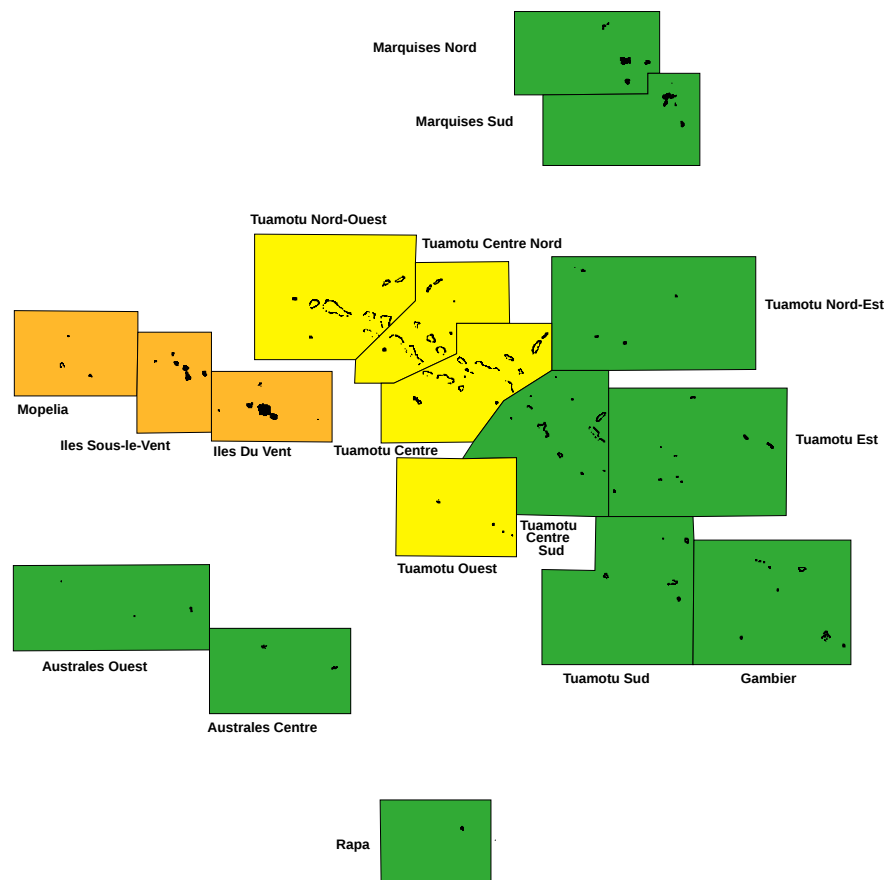 Marquises Nord
Marquises Sud
Tuamotu Nord-Ouest
Tuamotu Centre Nord
Tuamotu Nord-Est
Mopelia
Iles Sous-le-Vent
Iles Du Vent
Tuamotu Centre
Tuamotu Est
Tuamotu
Centre
Sud
Tuamotu Ouest
Australes Ouest
Tuamotu Sud
Gambier
Australes Centre
Rapa